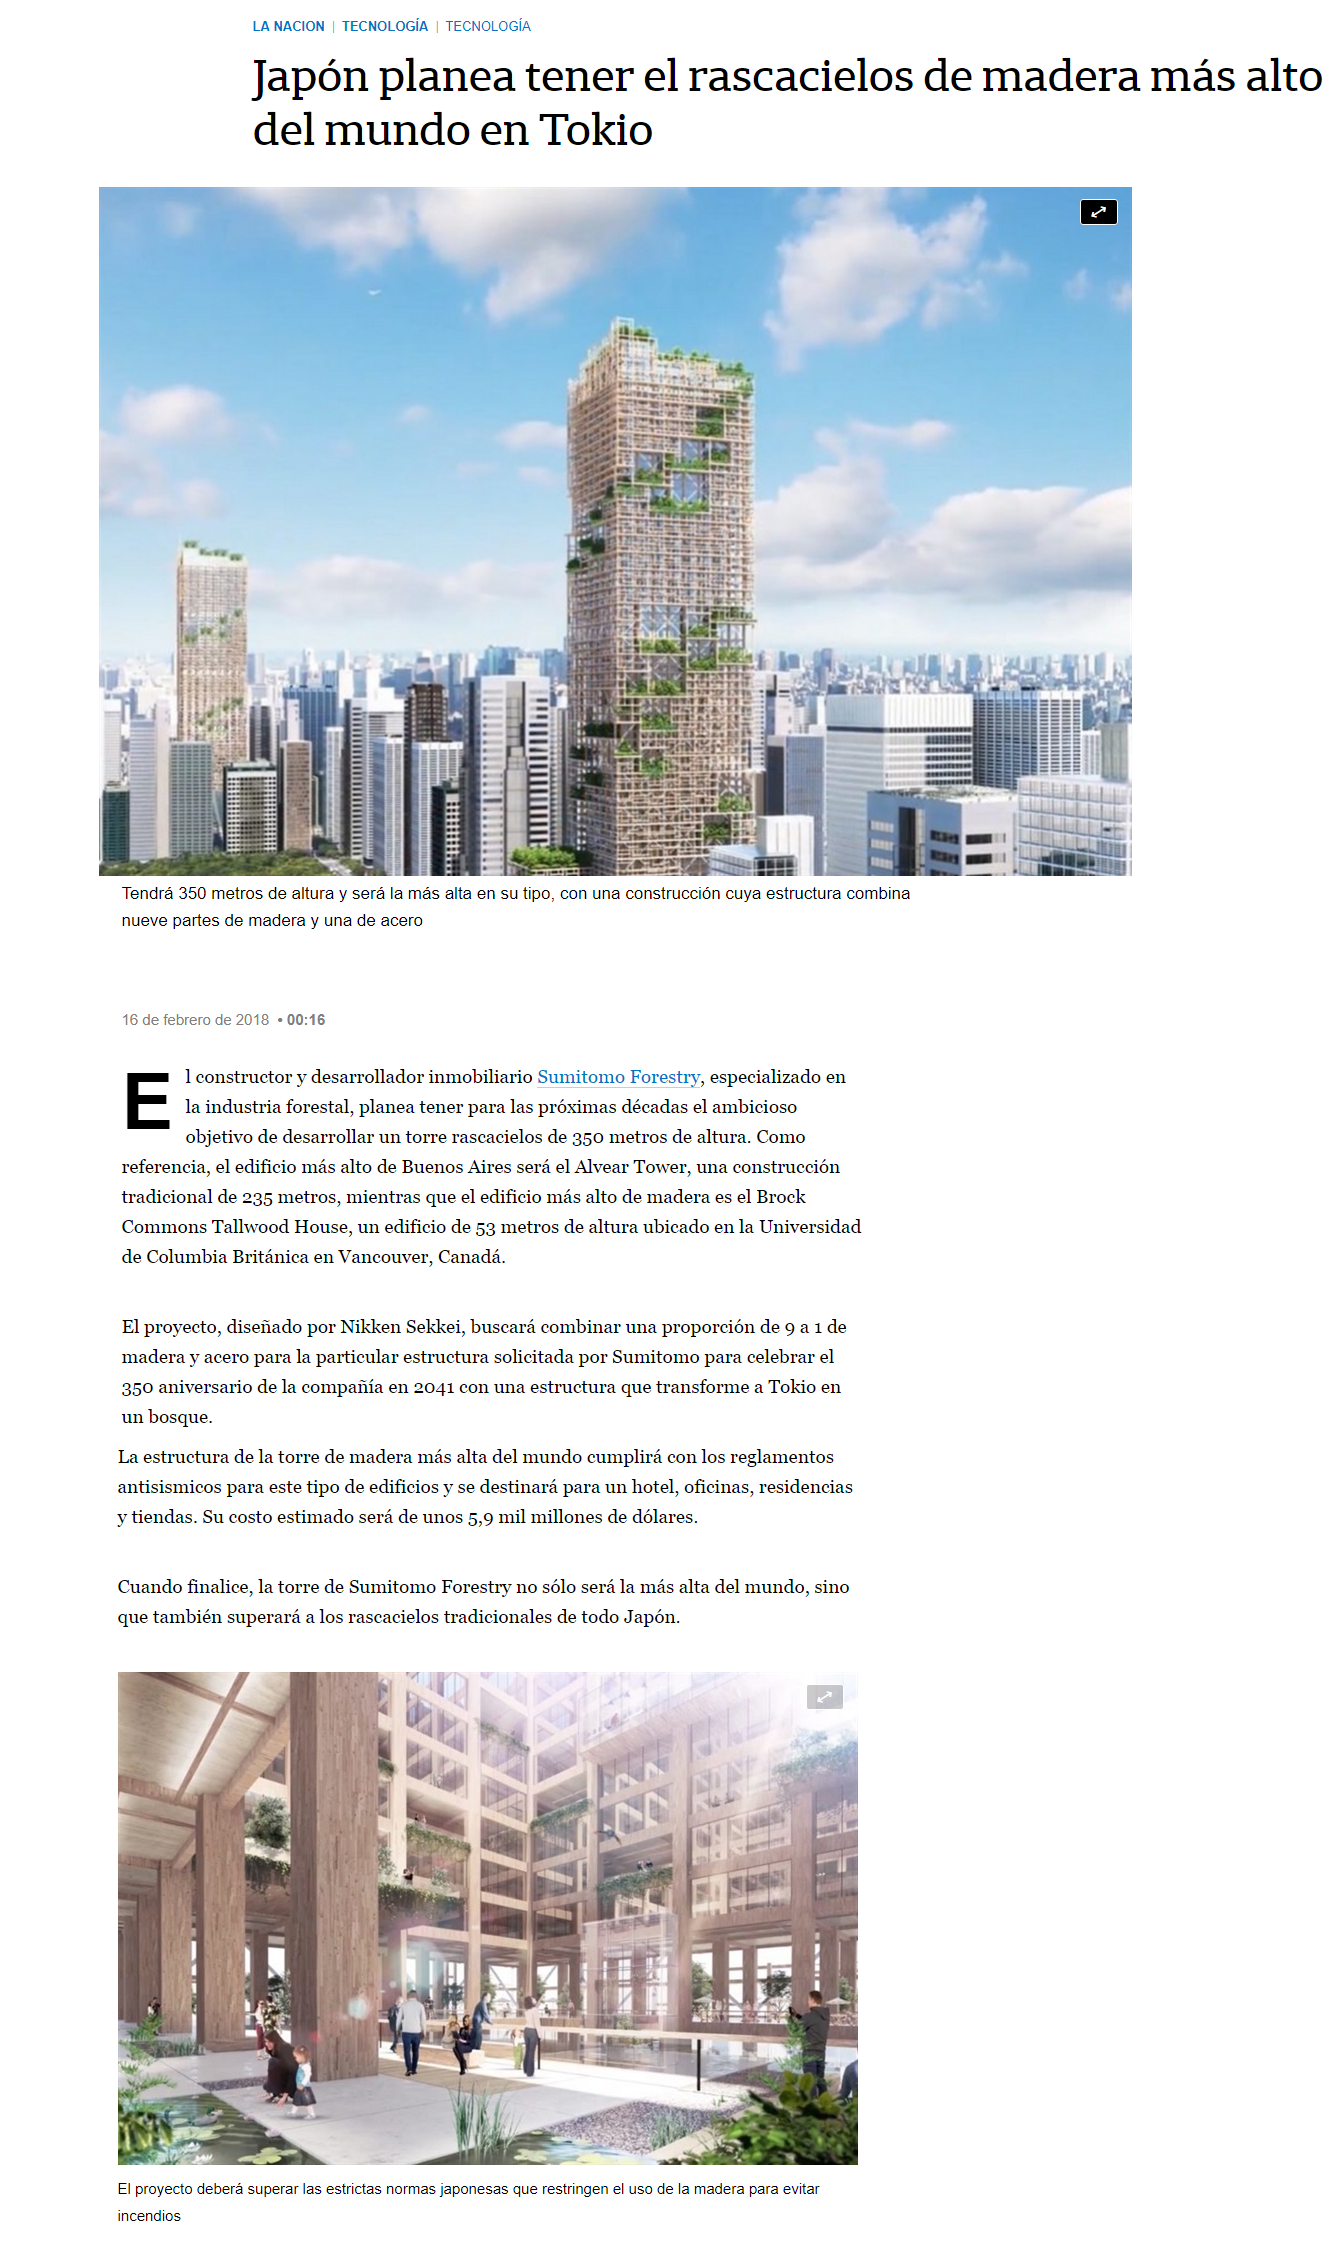 LA NACION | TECNOLOGÍA | TECNOLOGÍA
Japón planea tener el rascacielos de madera más alto
del mundo en Tokio
Tendrá 350 metros de altura y será la más alta en su tipo, con una construcción cuya estructura combina
nueve partes de madera y una de acero
16 de febrero de 2018 • 00:16
El constructor y desarrollador inmobiliario Sumitomo Forestry, especializado en
la industria forestal, planea tener para las próximas décadas el ambicioso
objetivo de desarrollar un torre rascacielos de 350 metros de altura. Como
referencia, el edificio más alto de Buenos Aires será el Alvear Tower, una construcción
tradicional de 235 metros, mientras que el edificio más alto de madera es el Brock
Commons Tallwood House, un edificio de 53 metros de altura ubicado en la Universidad
de Columbia Británica en Vancouver, Canadá.
El proyecto, diseñado por Nikken Sekkei, buscará combinar una proporción de 9 a 1 de
madera y acero para la particular estructura solicitada por Sumitomo para celebrar el
350 aniversario de la compañía en 2041 con una estructura que transforme a Tokio en
un bosque.
La estructura de la torre de madera más alta del mundo cumplirá con los reglamentos
antisismicos para este tipo de edificios y se destinará para un hotel, oficinas, residencias
y tiendas. Su costo estimado será de unos 5,9 mil millones de dólares.
Cuando finalice, la torre de Sumitomo Forestry no sólo será la más alta del mundo, sino
que también superará a los rascacielos tradicionales de todo Japón.
El proyecto deberá superar las estrictas normas japonesas que restringen el uso de la madera para evitar
incendios